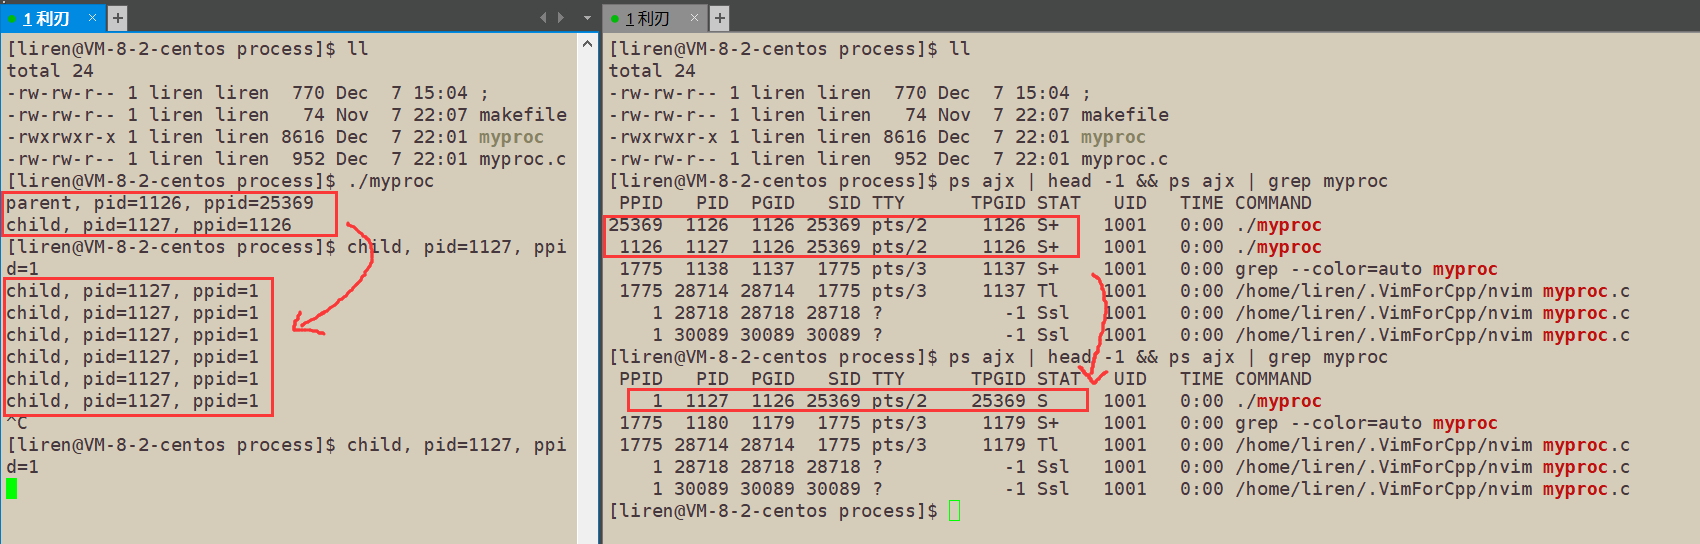 1 利刃
[liren@VM-8-2-centos process]$ ll
total 24
-rw-rw-r-- 1 liren liren  770 Dec  7 15:04 ;
-rw-rw-r-- 1 liren liren   74 Nov  7 22:07 makefile
-rwxrwxr-x 1 liren liren 8616 Dec  7 22:01 myproc
-rw-rw-r-- 1 liren liren  952 Dec  7 22:01 myproc.c
[liren@VM-8-2-centos process]$ ./myproc
parent, pid=1126, ppid=25369
child, pid=1127, ppid=1126
[liren@VM-8-2-centos process]$ child, pid=1127, ppi
d=1
child, pid=1127, ppid=1
child, pid=1127, ppid=1
child, pid=1127, ppid=1
child, pid=1127, ppid=1
child, pid=1127, ppid=1
child, pid=1127, ppid=1
^C
[liren@VM-8-2-centos process]$ child, pid=1127, ppi
d=1
1 利刃
[liren@VM-8-2-centos process]$ ll
total 24
-rw-rw-r-- 1 liren liren  770 Dec  7 15:04 ;
-rw-rw-r-- 1 liren liren   74 Nov  7 22:07 makefile
-rwxrwxr-x 1 liren liren 8616 Dec  7 22:01 myproc
-rw-rw-r-- 1 liren liren  952 Dec  7 22:01 myproc.c
[liren@VM-8-2-centos process]$ ps ajx | head -1 && ps ajx | grep myproc
 PPID   PID  PGID   SID TTY      TPGID STAT   UID   TIME COMMAND
25369  1126  1126 25369 pts/2     1126 S+    1001   0:00 ./myproc
 1126  1127  1126 25369 pts/2     1126 S+    1001   0:00 ./myproc
 1775  1138  1137  1775 pts/3     1137 S+    1001   0:00 grep --color=auto myproc
 1775 28714 28714  1775 pts/3     1137 Tl    1001   0:00 /home/liren/.VimForCpp/nvim myproc.c
    1 28718 28718 28718 ?           -1 Ssl   1001   0:00 /home/liren/.VimForCpp/nvim myproc.c
    1 30089 30089 30089 ?           -1 Ssl   1001   0:00 /home/liren/.VimForCpp/nvim myproc.c
[liren@VM-8-2-centos process]$ ps ajx | head -1 && ps ajx | grep myproc
 PPID   PID  PGID   SID TTY      TPGID STAT   UID   TIME COMMAND
    1  1127  1126 25369 pts/2    25369 S     1001   0:00 ./myproc
 1775  1180  1179  1775 pts/3     1179 S+    1001   0:00 grep --color=auto myproc
 1775 28714 28714  1775 pts/3     1179 Tl    1001   0:00 /home/liren/.VimForCpp/nvim myproc.c
    1 28718 28718 28718 ?           -1 Ssl   1001   0:00 /home/liren/.VimForCpp/nvim myproc.c
    1 30089 30089 30089 ?           -1 Ssl   1001   0:00 /home/liren/.VimForCpp/nvim myproc.c
[liren@VM-8-2-centos process]$